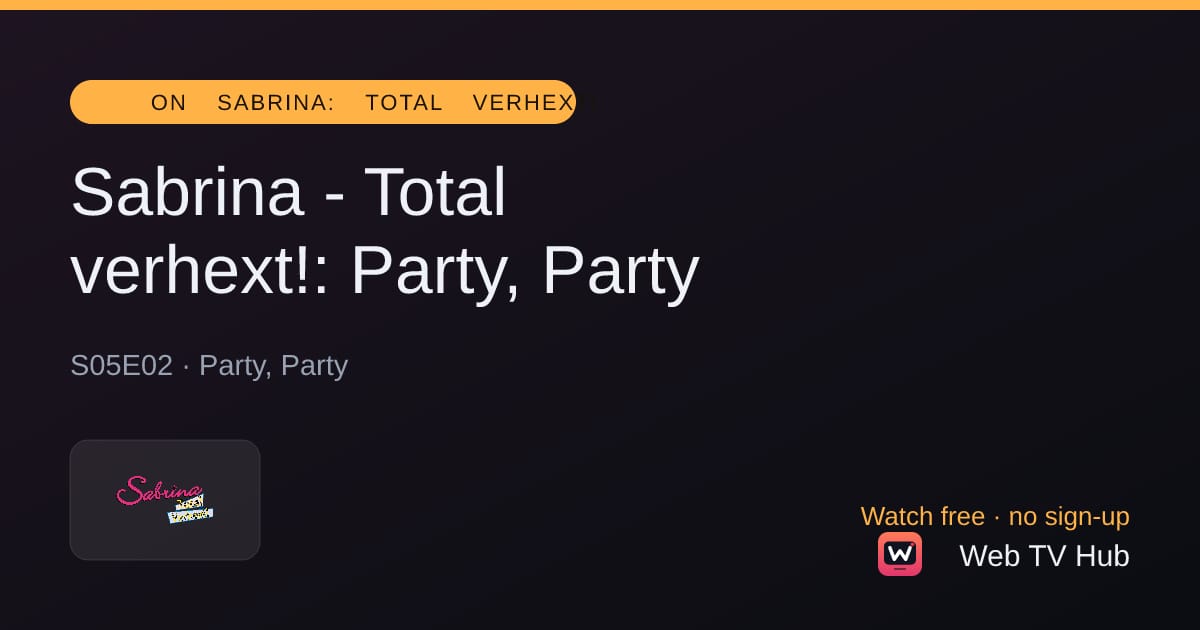 ON SABRINA: TOTAL VERHEX
Sabrina - Total
verhext!: Party, Party
S05E02 · Party, Party
Sabrina
Watch free · no sign-up
W
Web TV Hub